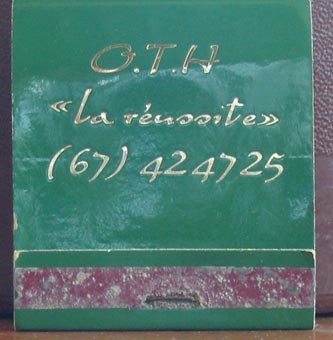 O.T.H
«La réussite»
(67) 424725